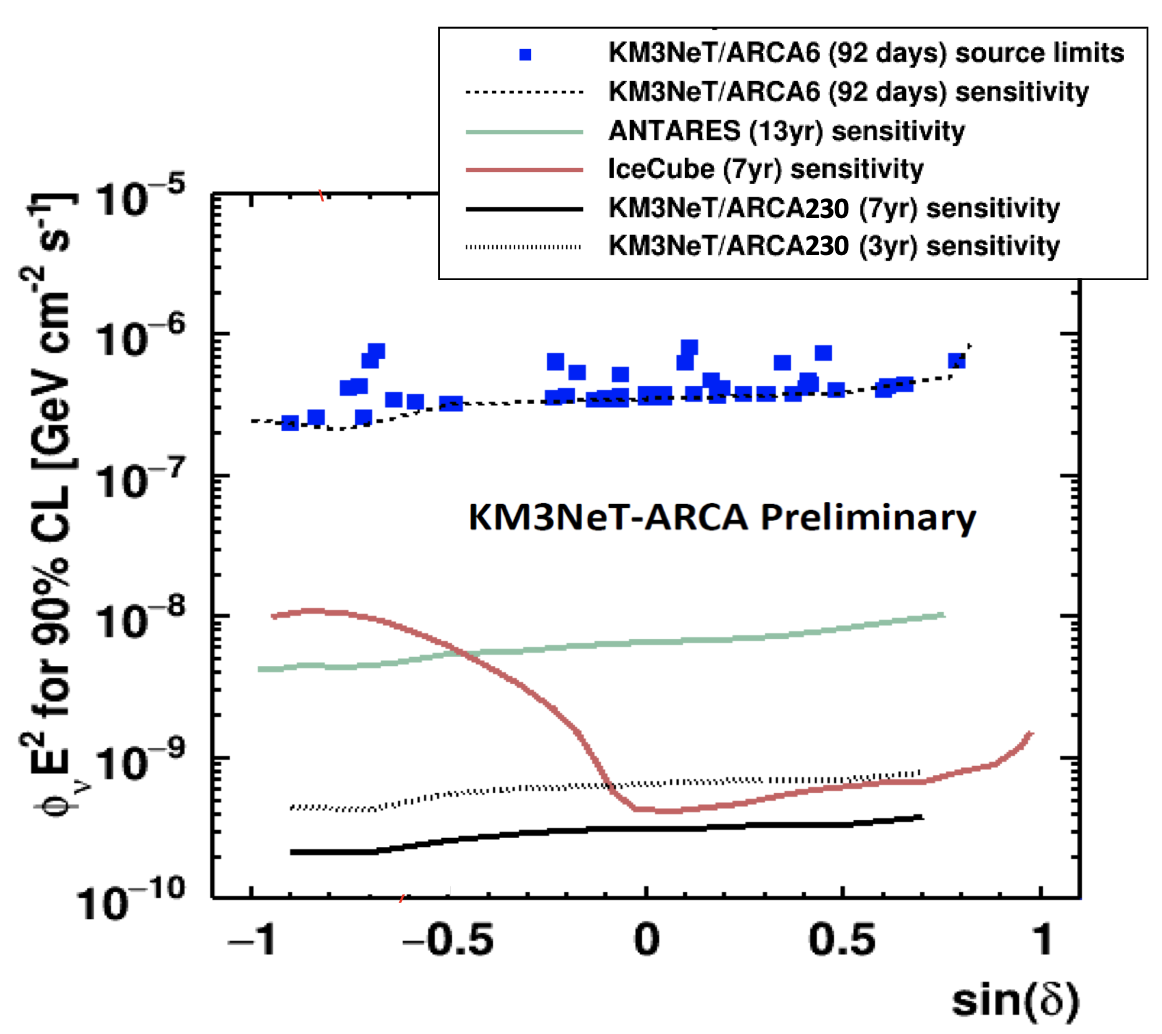 KM3NeT/ARCA6 (92 days) source limits
KM3NeT/ARCA6 (92 days) sensitivity
ANTARES (13yr) sensitivity
IceCube (7yr) sensitivity
KM3NeT/ARCA230 (7yr) sensitivity
KM3NeT/ARCA230 (3yr) sensitivity
ϕν E² for 90% CL [GeV cm⁻² s⁻¹]
10⁻⁵
10⁻⁶
10⁻⁷
10⁻⁸
10⁻⁹
10⁻¹⁰
KM3NeT-ARCA Preliminary
−1 −0.5 0 0.5 1
sin(δ)